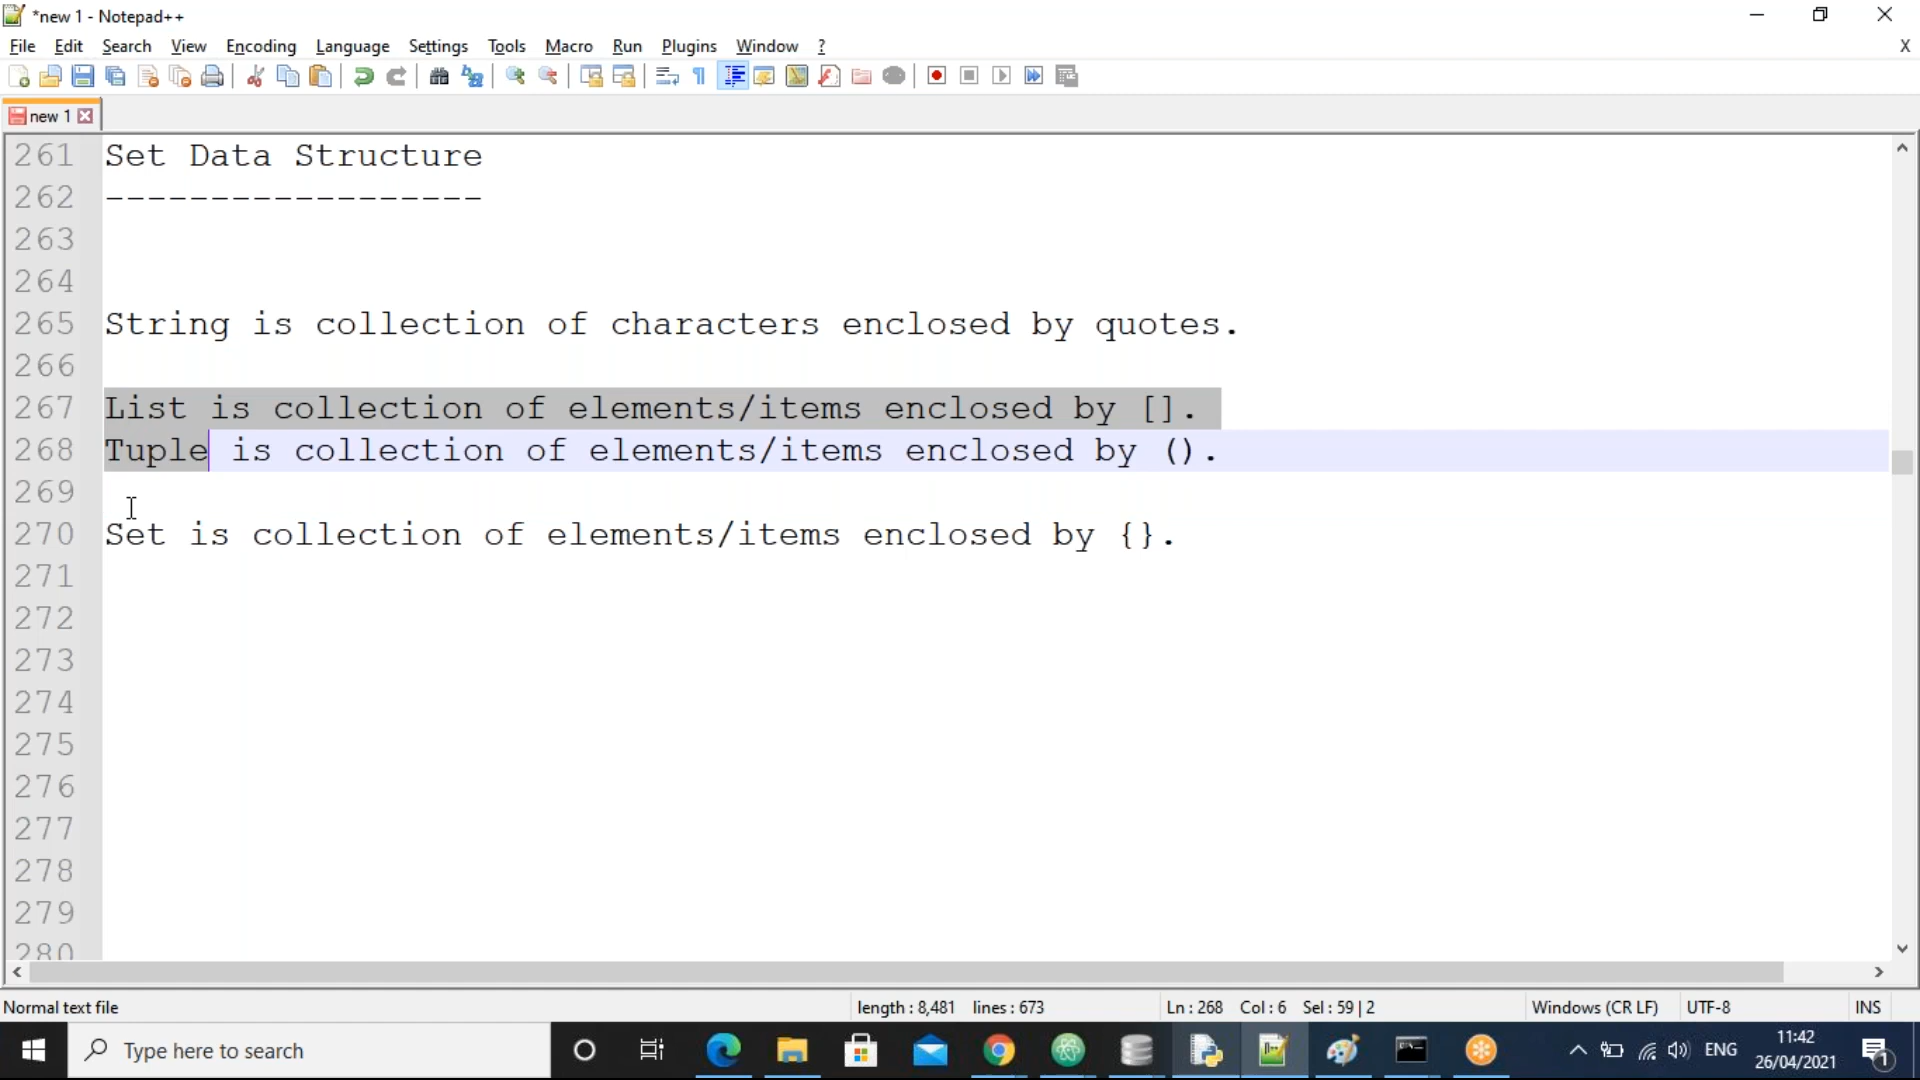 *new 1 - Notepad++
File Edit Search View Encoding Language Settings Tools Macro Run Plugins Window ?
X
new 1
261 Set Data Structure
262 ------------------
263
264
265 String is collection of characters enclosed by quotes.
266
267 List is collection of elements/items enclosed by [].
268 Tuple is collection of elements/items enclosed by ().
269
270 Set is collection of elements/items enclosed by {}.
271
272
273
274
275
276
277
278
279
280
Normal text file length : 8,481 lines : 673 Ln : 268 Col : 6 Sel : 59 | 2 Windows (CR LF) UTF-8 INS
Type here to search
ENG
11:42
26/04/2021
1